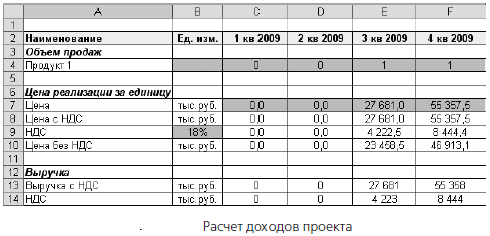 A B C D E F
1
2 Наименование Ед. изм. 1 кв 2009 2 кв 2009 3 кв 2009 4 кв 2009
3 Объем продаж
4 Продукт 1 0 0 1 1
5
6 Цена реализации за единицу
7 Цена тыс.руб. 0,0 0,0 27 681,0 55 357,5
8 Цена с НДС тыс.руб. 0,0 0,0 27 681,0 55 357,5
9 НДС 18% 0,0 0,0 4 222,5 8 444,4
10 Цена без НДС тыс.руб. 0,0 0,0 23 458,5 46 913,1
11
12 Выручка
13 Выручка с НДС тыс.руб. 0 0 27 681 55 358
14 НДС тыс.руб. 0 0 4 223 8 444
. Расчет доходов проекта